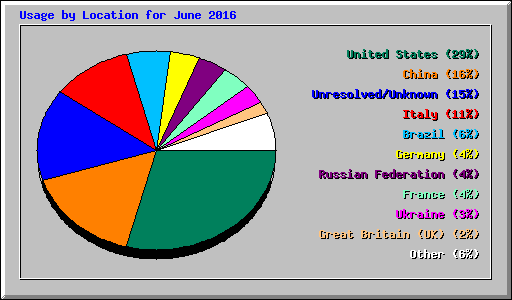 Usage by Location for June 2016
United States (29%)
China (16%)
Unresolved/Unknown (15%)
Italy (11%)
Brazil (6%)
Germany (4%)
Russian Federation (4%)
France (4%)
Ukraine (3%)
Great Britain (UK) (2%)
Other (6%)